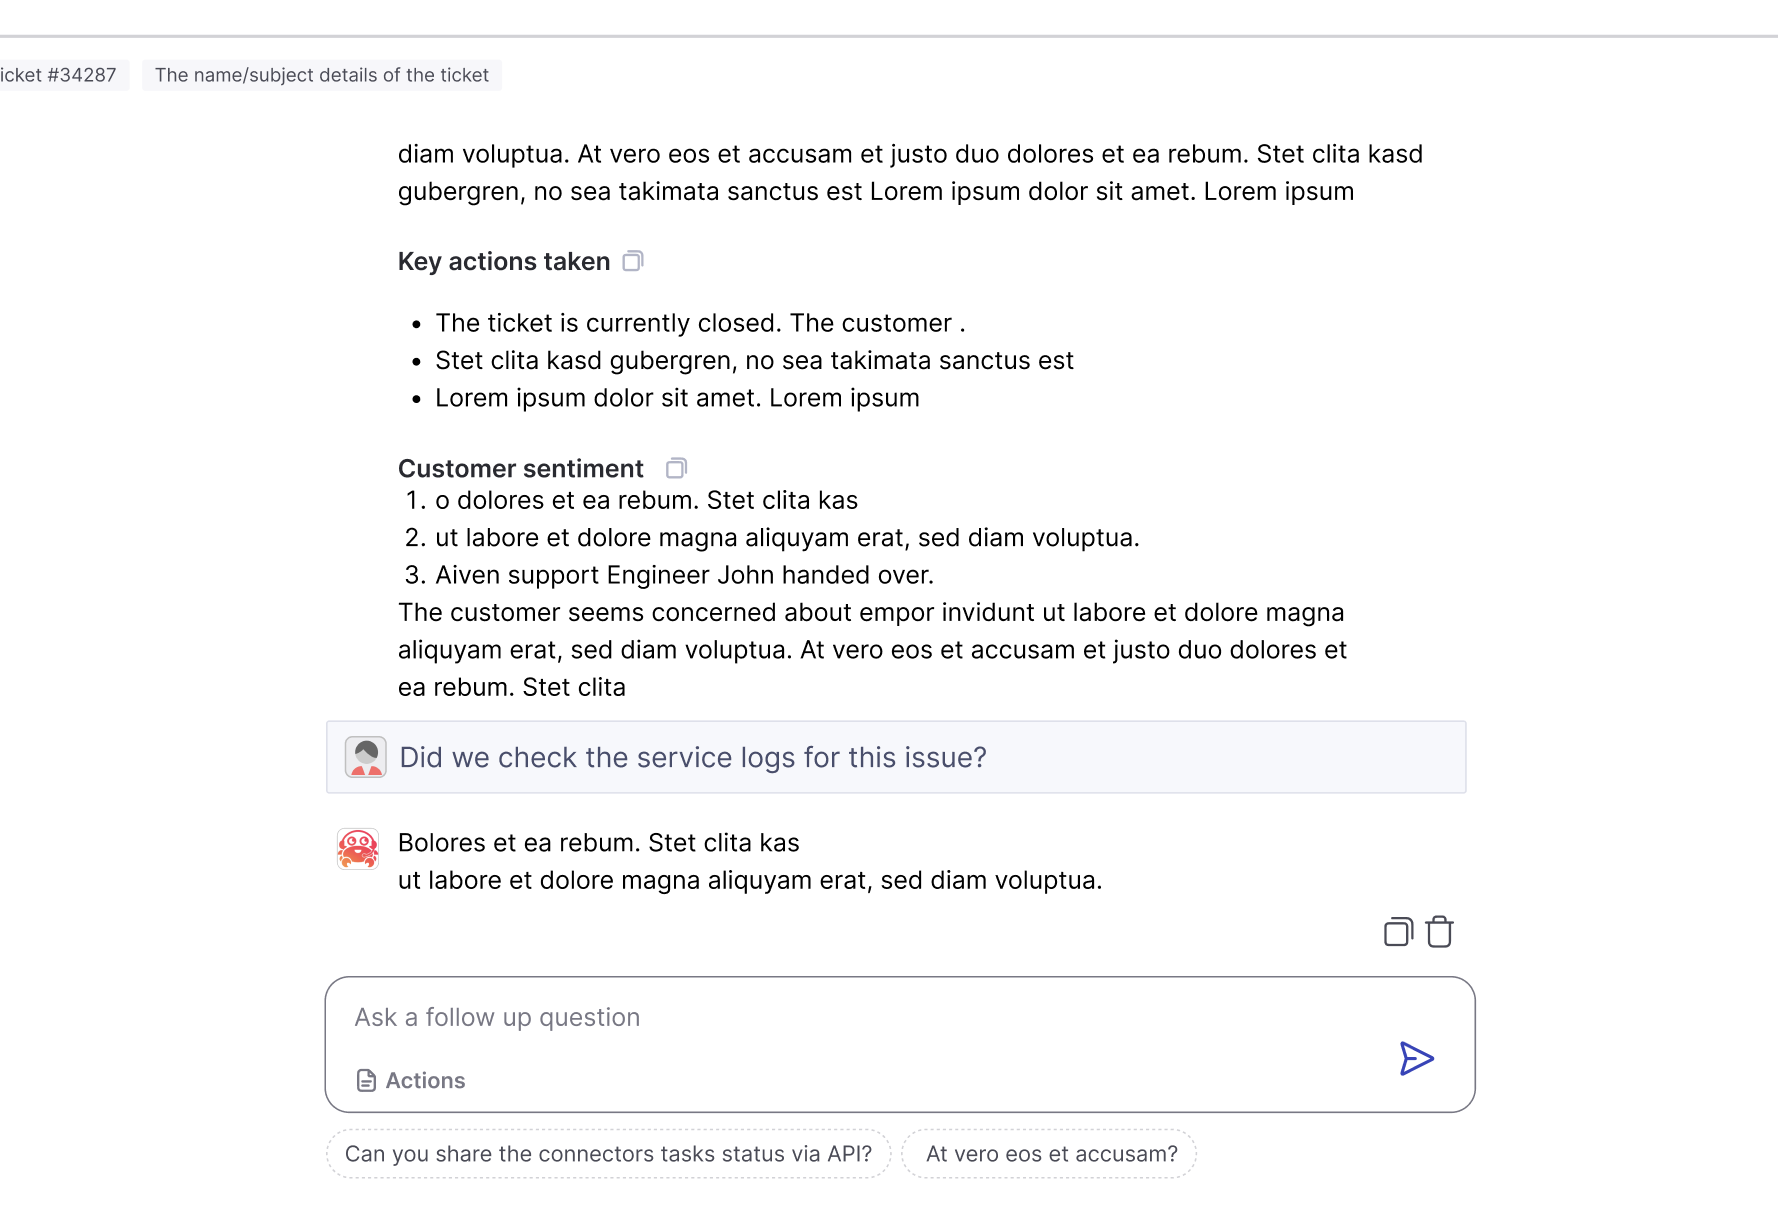 icket #34287
The name/subject details of the ticket
diam voluptua. At vero eos et accusam et justo duo dolores et ea rebum. Stet clita kasd
gubergren, no sea takimata sanctus est Lorem ipsum dolor sit amet. Lorem ipsum
Key actions taken
• The ticket is currently closed. The customer .
• Stet clita kasd gubergren, no sea takimata sanctus est
• Lorem ipsum dolor sit amet. Lorem ipsum
Customer sentiment
1. o dolores et ea rebum. Stet clita kas
2. ut labore et dolore magna aliquyam erat, sed diam voluptua.
3. Aiven support Engineer John handed over.
The customer seems concerned about empor invidunt ut labore et dolore magna
aliquyam erat, sed diam voluptua. At vero eos et accusam et justo duo dolores et
ea rebum. Stet clita
Did we check the service logs for this issue?
Bolores et ea rebum. Stet clita kas
ut labore et dolore magna aliquyam erat, sed diam voluptua.
Ask a follow up question
Actions
Can you share the connectors tasks status via API?
At vero eos et accusam?